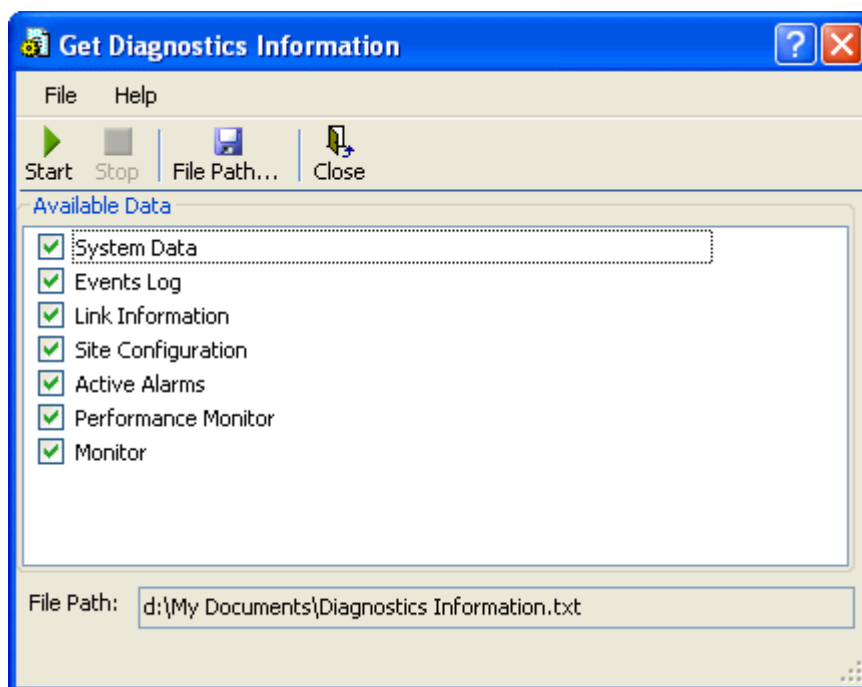 Get Diagnostics Information
File Help
Start Stop File Path... Close
Available Data
System Data
Events Log
Link Information
Site Configuration
Active Alarms
Performance Monitor
Monitor
File Path: d:\My Documents\Diagnostics Information.txt